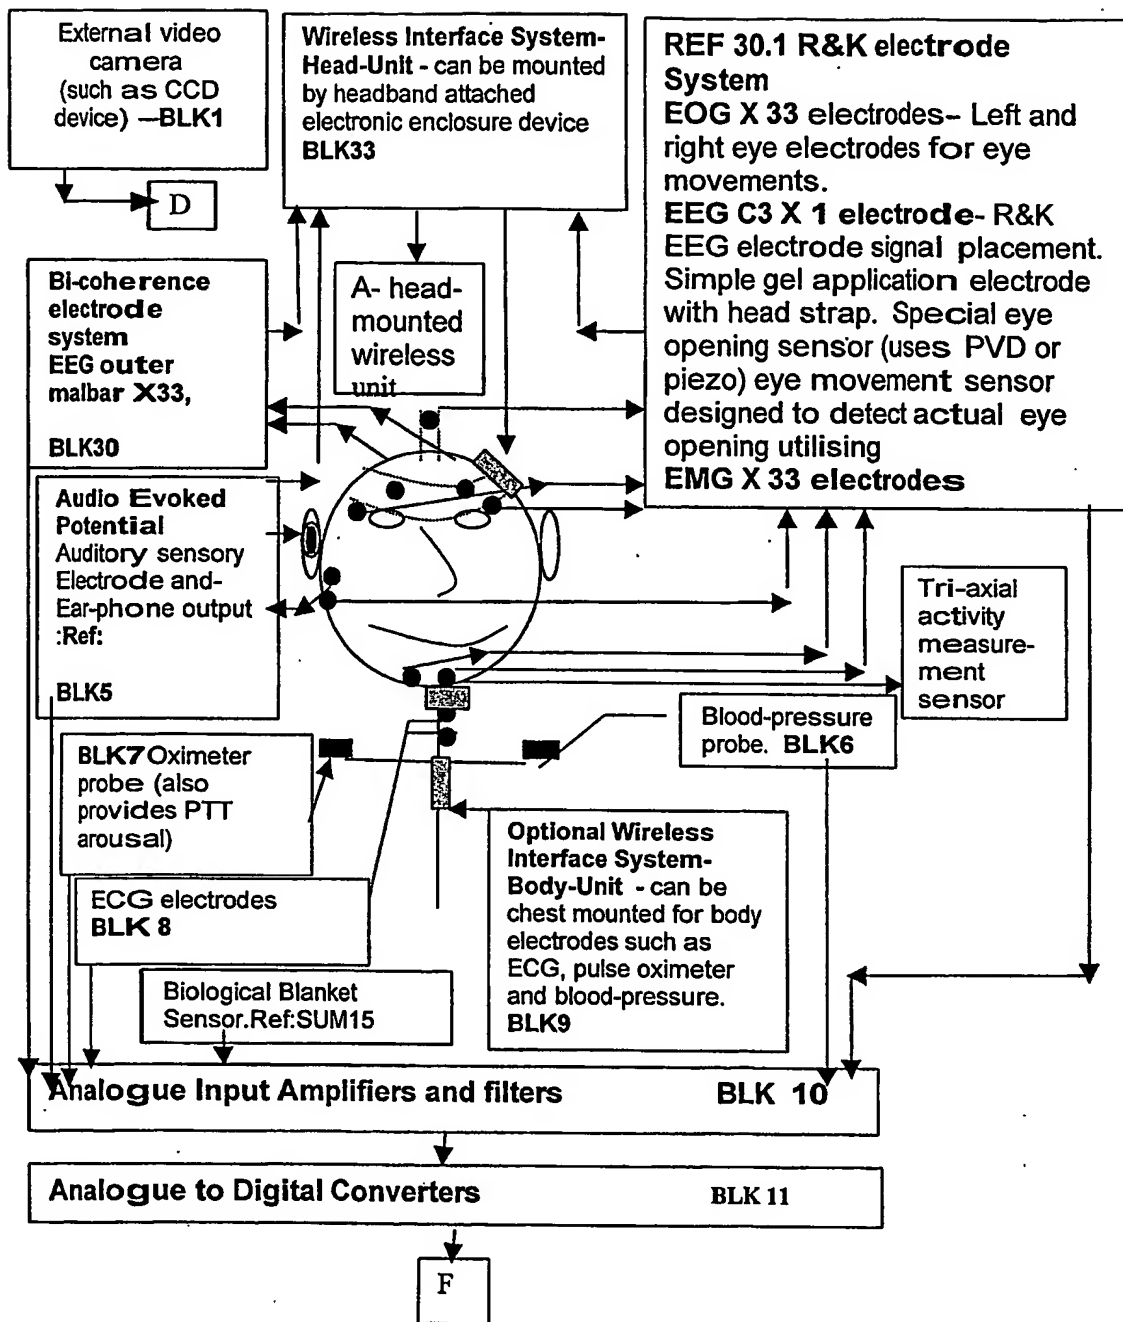 External video
camera
(such as CCD
device) —BLK1
D
Wireless Interface System-
Head-Unit - can be mounted
by headband attached
electronic enclosure device
BLK33
REF 30.1 R&K electrode
System
EOG X 33 electrodes– Left and
right eye electrodes for eye
movements.
EEG C3 X 1 electrode- R&K
EEG electrode signal placement.
Simple gel application electrode
with head strap. Special eye
opening sensor (uses PVD or
piezo) eye movement sensor
designed to detect actual eye
opening utilising
EMG X 33 electrodes
Bi-coherence
electrode
system
EEG outer
malbar X33,
BLK30
A- head-
mounted
wireless
unit
Audio Evoked
Potential
Auditory sensory
Electrode and-
Ear-phone output
:Ref:
BLK5
Tri-axial
activity
measure-
ment
sensor
Blood-pressure
probe. BLK6
BLK7Oximeter
probe (also
provides PTT
arousal)
Optional Wireless
Interface System-
Body-Unit - can be
chest mounted for body
electrodes such as
ECG, pulse oximeter
and blood-pressure.
BLK9
ECG electrodes
BLK 8
Biological Blanket
Sensor.Ref:SUM15
Analogue Input Amplifiers and filters BLK 10
Analogue to Digital Converters BLK 11
F